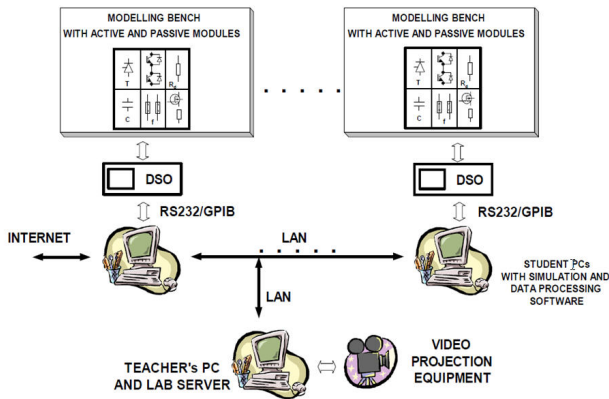 MODELLING BENCH
WITH ACTIVE AND PASSIVE MODULES
T
Rg
C
f
MODELLING BENCH
WITH ACTIVE AND PASSIVE MODULES
T
Rg
C
f
DSO
DSO
RS232/GPIB
RS232/GPIB
INTERNET
LAN
STUDENT PCs
WITH SIMULATION AND
DATA PROCESSING
SOFTWARE
LAN
TEACHER's PC
AND LAB SERVER
VIDEO
PROJECTION
EQUIPMENT